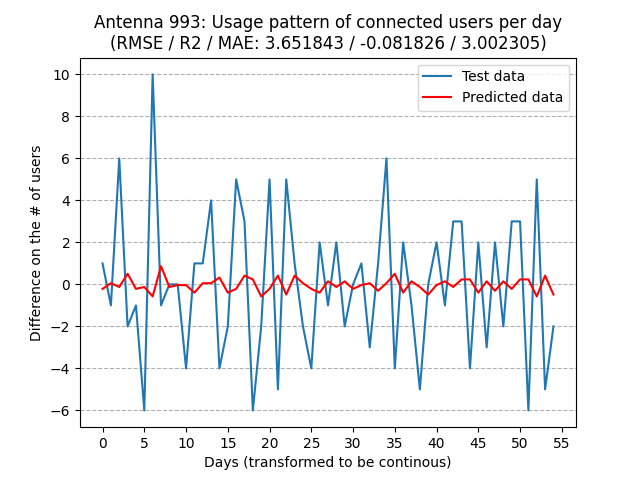 Antenna 993: Usage pattern of connected users per day
(RMSE / R2 / MAE: 3.651843 / -0.081826 / 3.002305)
Test data
Predicted data
Difference on the # of users
10
8
6
4
2
0
−2
−4
−6
0 5 10 15 20 25 30 35 40 45 50 55
Days (transformed to be continous)